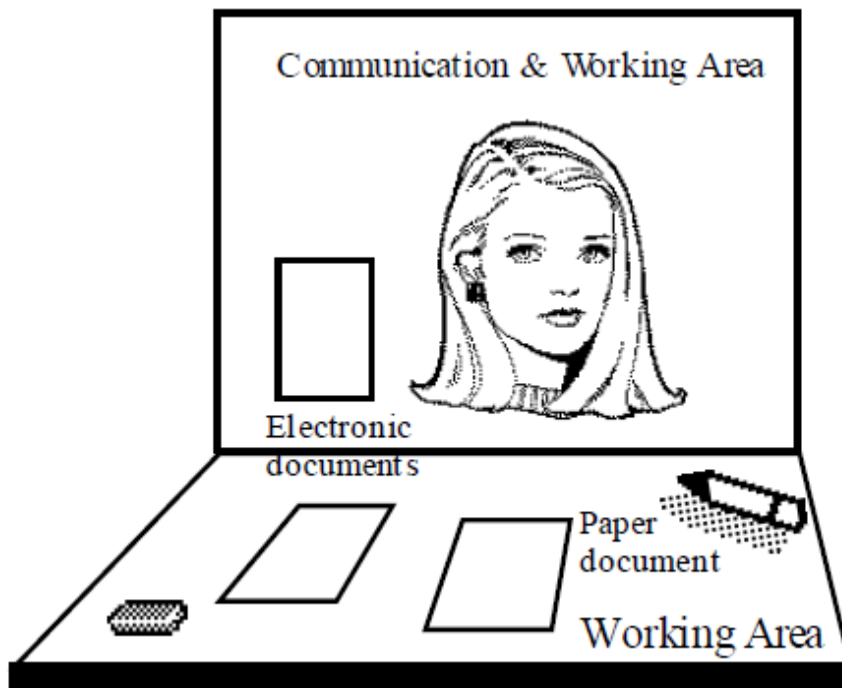 Communication & Working Area
Electronic
documents
Paper
document
Working Area